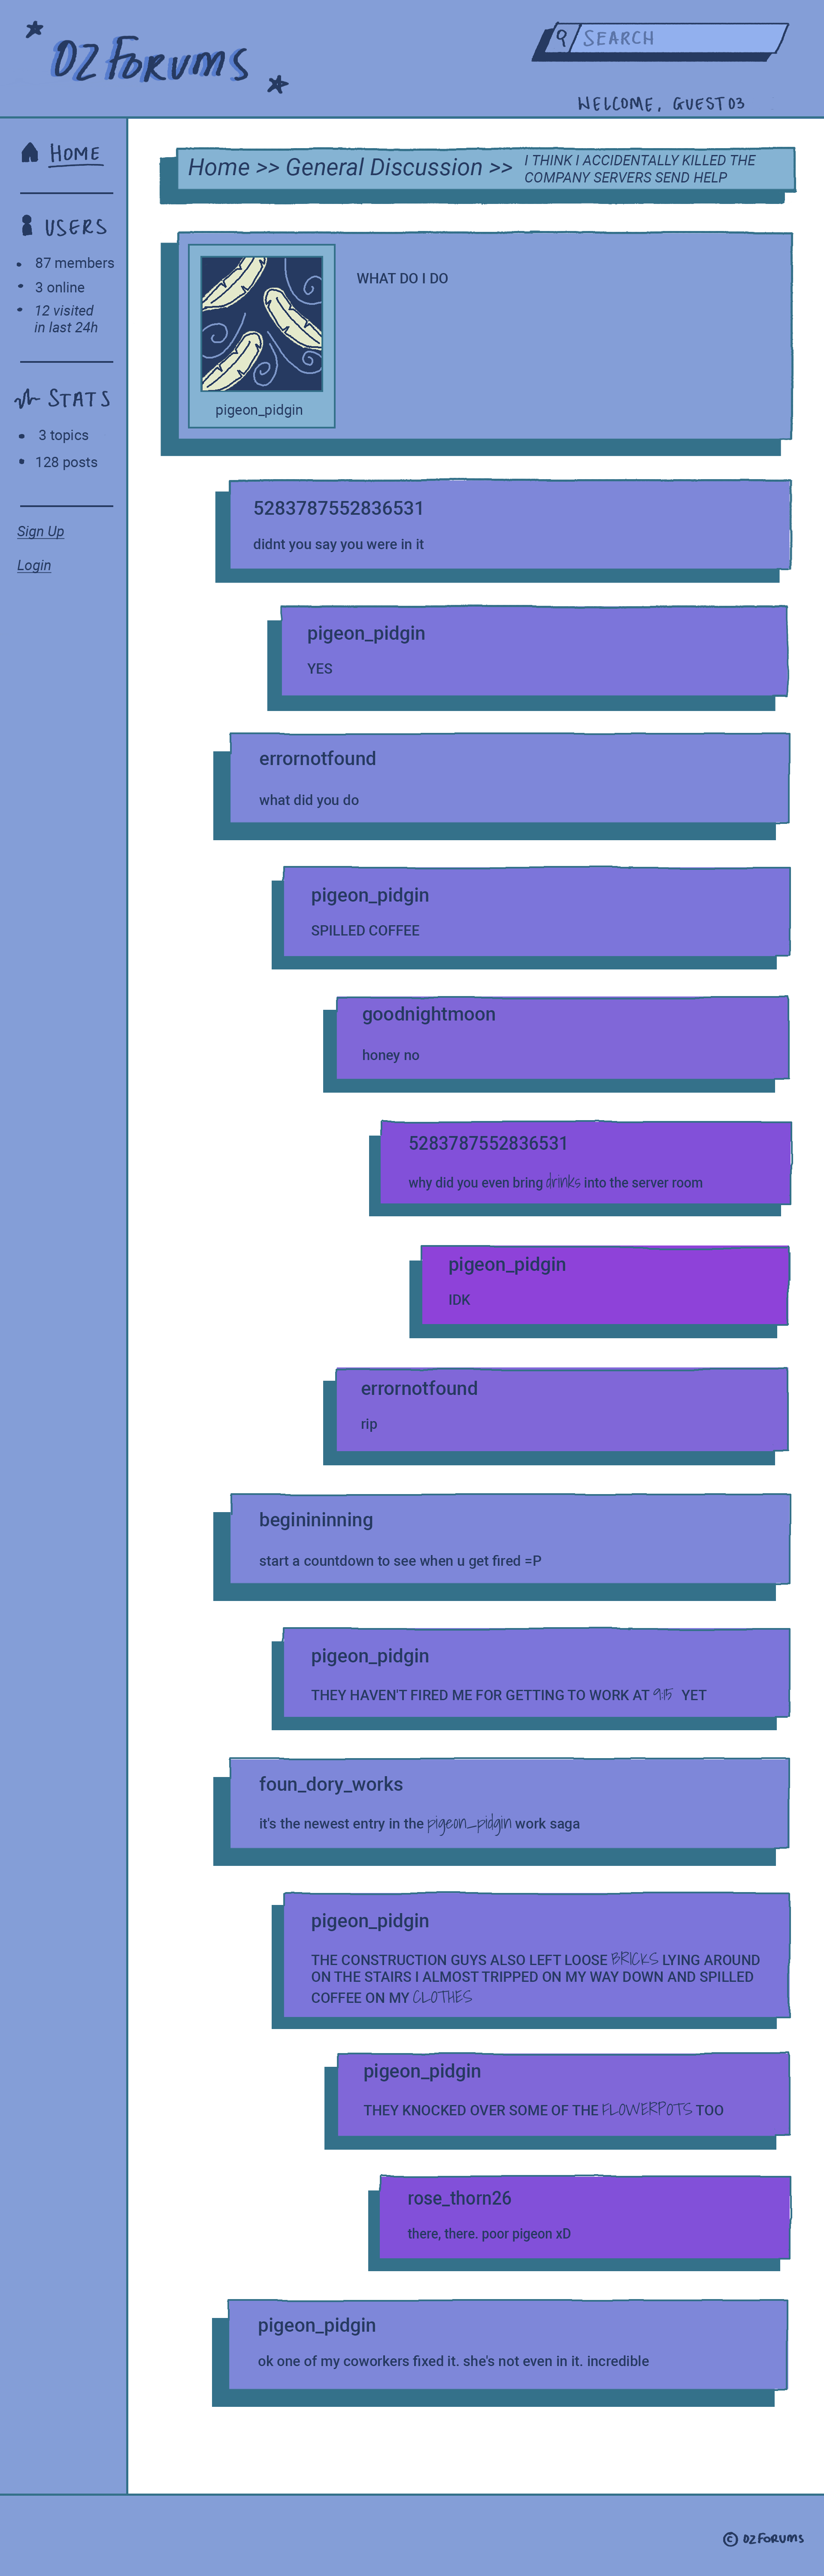 OZ FORUMS
SEARCH
WELCOME, GUEST03
HOME
USERS
87 members
3 online
12 visited
in last 24h
STATS
3 topics
128 posts
Sign Up
Login
Home >> General Discussion >> I THINK I ACCIDENTALLY KILLED THE
COMPANY SERVERS SEND HELP
WHAT DO I DO
pigeon_pidgin
5283787552836531
didnt you say you were in it
pigeon_pidgin
YES
errornotfound
what did you do
pigeon_pidgin
SPILLED COFFEE
goodnightmoon
honey no
5283787552836531
why did you even bring drinks into the server room
pigeon_pidgin
IDK
errornotfound
rip
beginininning
start a countdown to see when u get fired =P
pigeon_pidgin
THEY HAVEN'T FIRED ME FOR GETTING TO WORK AT 9:15 YET
foun_dory_works
it's the newest entry in the pigeon_pidgin work saga
pigeon_pidgin
THE CONSTRUCTION GUYS ALSO LEFT LOOSE BRICKS LYING AROUND
ON THE STAIRS I ALMOST TRIPPED ON MY WAY DOWN AND SPILLED
COFFEE ON MY CLOTHES
pigeon_pidgin
THEY KNOCKED OVER SOME OF THE FLOWERPOTS TOO
rose_thorn26
there, there. poor pigeon xD
pigeon_pidgin
ok one of my coworkers fixed it. she's not even in it. incredible
© OZ FORUMS